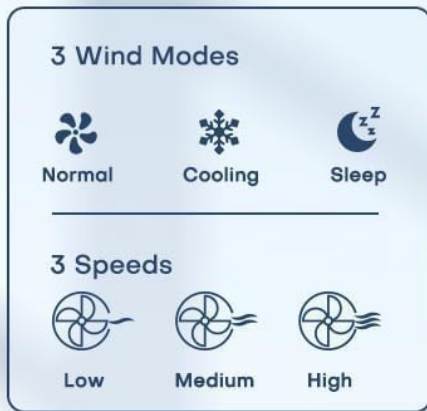 3 Wind Modes
z z Z
Normal Cooling Sleep
3 Speeds
Low Medium High